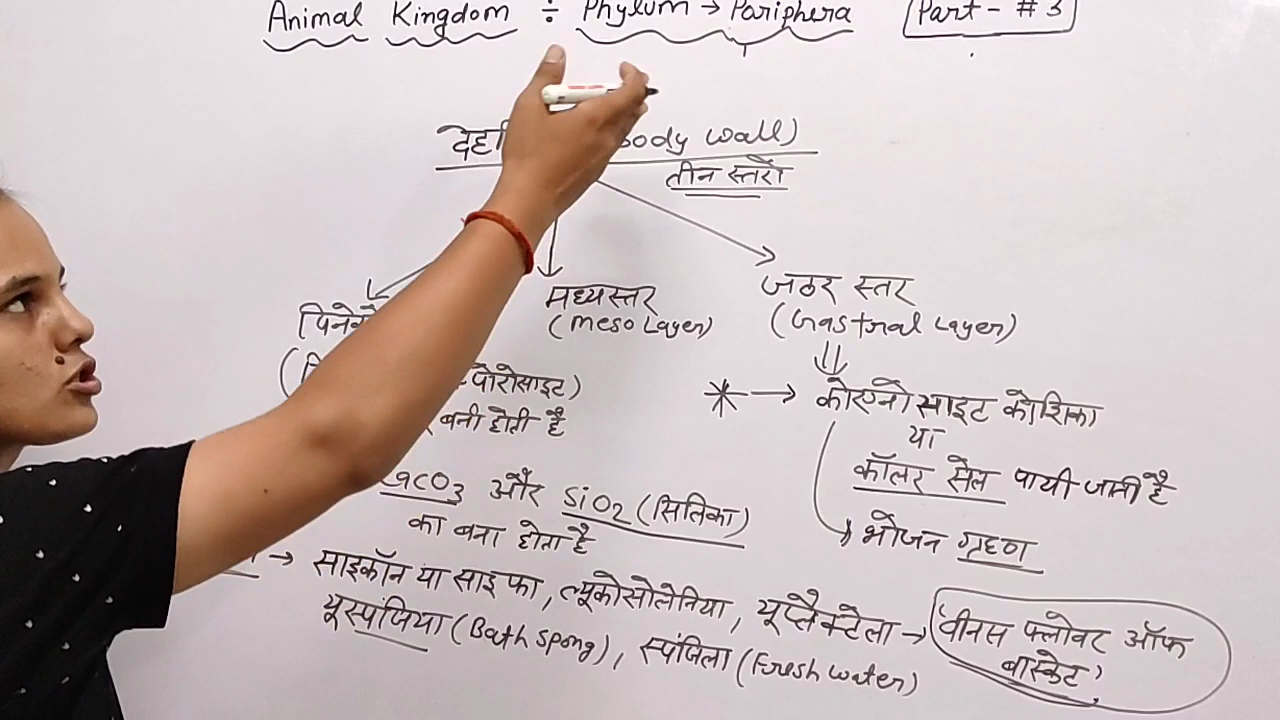 Animal Kingdom ÷ Phylum → Poriphera Part - # 3
body wall)
तीन स्तरों
मध्यस्तर
(Meso Layer)
जठर स्तर
(Gastral Layer)
पोरोसाइट)
बनी होती है
कोएनोसाइट कोशिका
या
कॉलर सेल पायी जाती है
भोजन ग्रहण
CaCO3 और SiO2 (सिलिका)
का बना होता है
→ साइकॉन या साइफा, ल्यूकोसोलेनिया, यूप्लैक्टेला → 'वीनस फ्लोवर ऑफ
बास्केट'
यूस्पंजिया (Bath Spong), स्पंजिला (Fresh water)